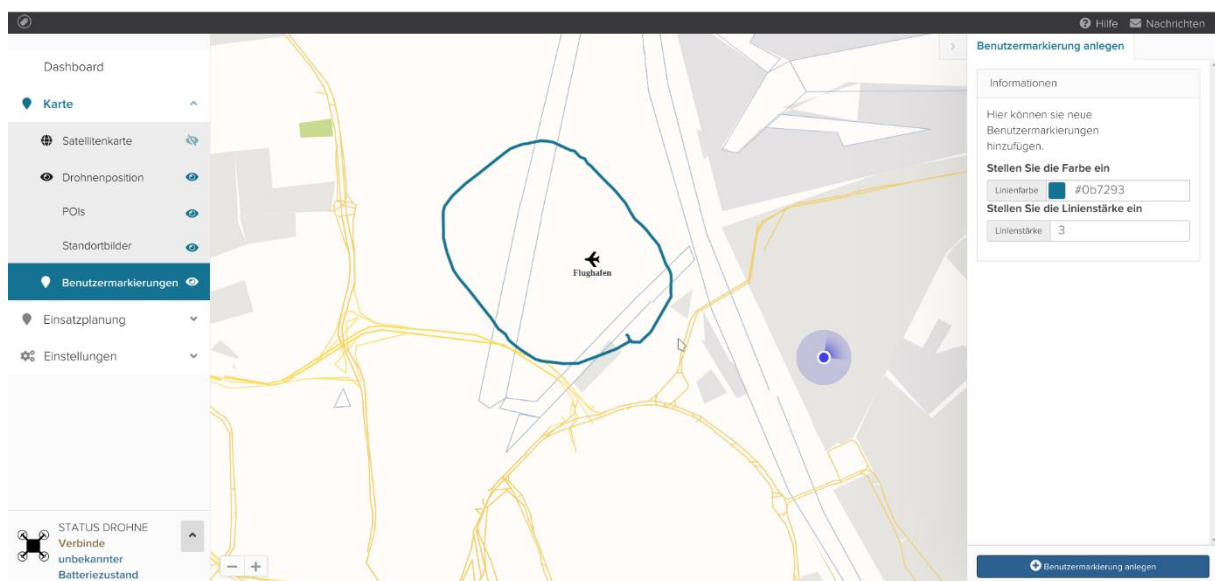 Hilfe Nachrichten
Dashboard
Karte
Satellitenkarte
Drohnenposition
POIs
Standortbilder
Benutzermarkierungen
Einsatzplanung
Einstellungen
STATUS DROHNE
Verbinde
unbekannter
Batteriezustand
Flughafen
Benutzermarkierung anlegen
Informationen
Hier können sie neue
Benutzermarkierungen
hinzufügen.
Stellen Sie die Farbe ein
Linienfarbe #0b7293
Stellen Sie die Linienstärke ein
Linienstärke 3
Benutzermarkierung anlegen